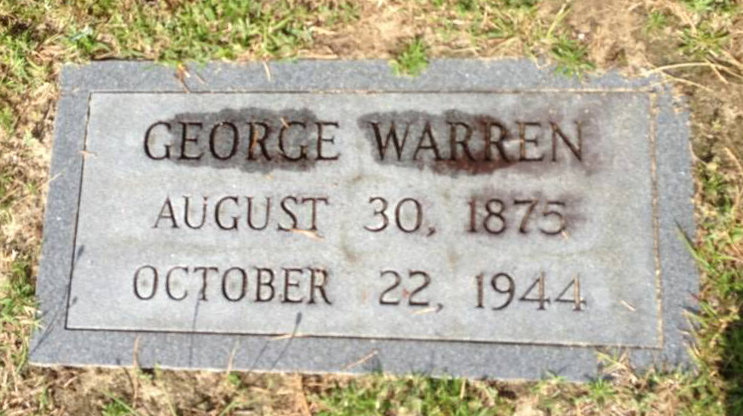 GEORGE WARREN
AUGUST 30, 1875
OCTOBER 22, 1944